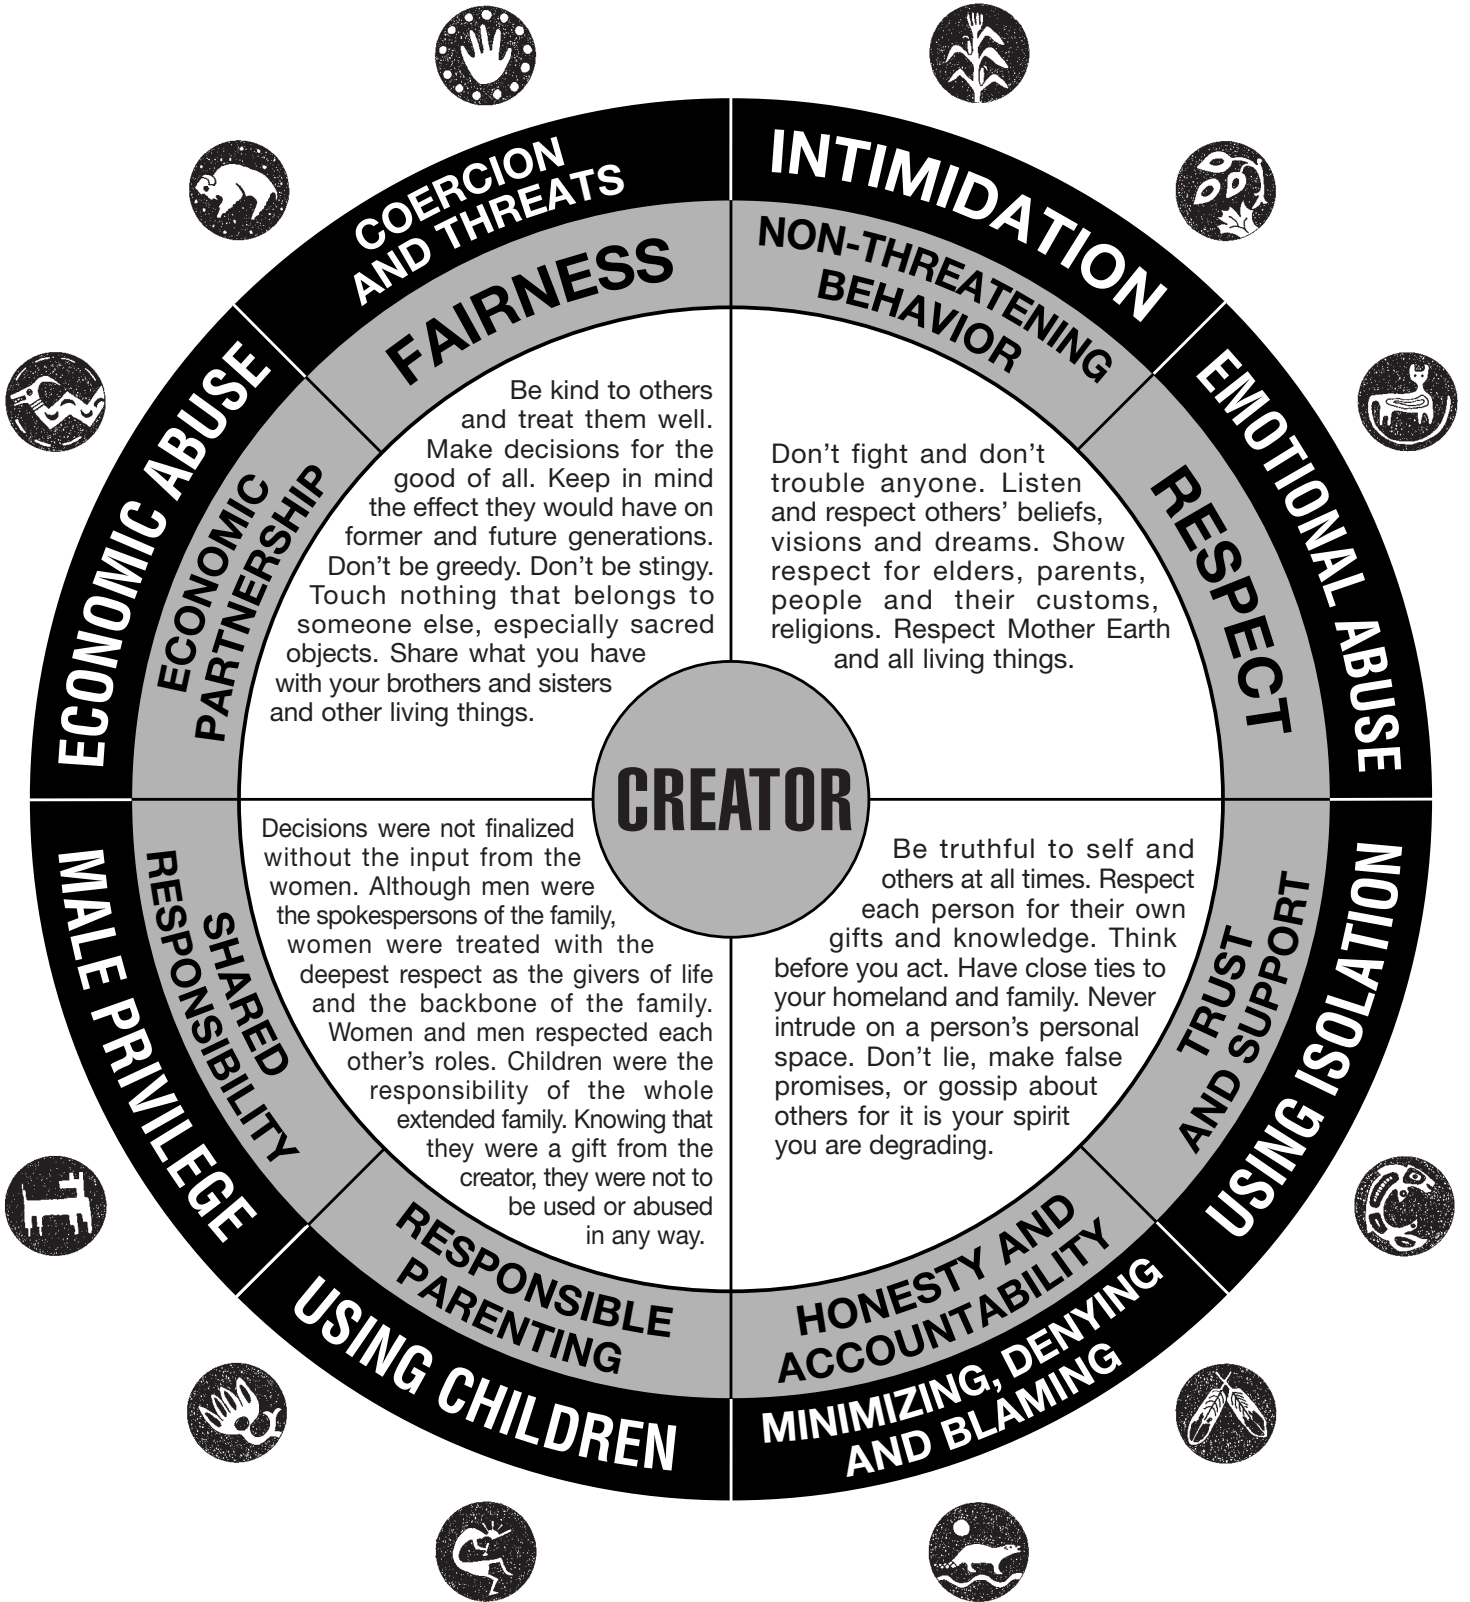 COERCION
AND THREATS
INTIMIDATION
EMOTIONAL ABUSE
USING ISOLATION
MINIMIZING, DENYING
AND BLAMING
USING CHILDREN
MALE PRIVILEGE
ECONOMIC ABUSE
FAIRNESS
NON-THREATENING
BEHAVIOR
RESPECT
TRUST
AND SUPPORT
HONESTY AND
ACCOUNTABILITY
RESPONSIBLE
PARENTING
SHARED
RESPONSIBILITY
ECONOMIC
PARTNERSHIP
Be kind to others
and treat them well.
Make decisions for the
good of all. Keep in mind
the effect they would have on
former and future generations.
Don’t be greedy. Don’t be stingy.
Touch nothing that belongs to
someone else, especially sacred
objects. Share what you have
with your brothers and sisters
and other living things.
Don’t fight and don’t
trouble anyone. Listen
and respect others’ beliefs,
visions and dreams. Show
respect for elders, parents,
people and their customs,
religions. Respect Mother Earth
and all living things.
CREATOR
Decisions were not finalized
without the input from the
women. Although men were
the spokespersons of the family,
women were treated with the
deepest respect as the givers of life
and the backbone of the family.
Women and men respected each
other’s roles. Children were the
responsibility of the whole
extended family. Knowing that
they were a gift from the
creator, they were not to
be used or abused
in any way.
Be truthful to self and
others at all times. Respect
each person for their own
gifts and knowledge. Think
before you act. Have close ties to
your homeland and family. Never
intrude on a person’s personal
space. Don’t lie, make false
promises, or gossip about
others for it is your spirit
you are degrading.